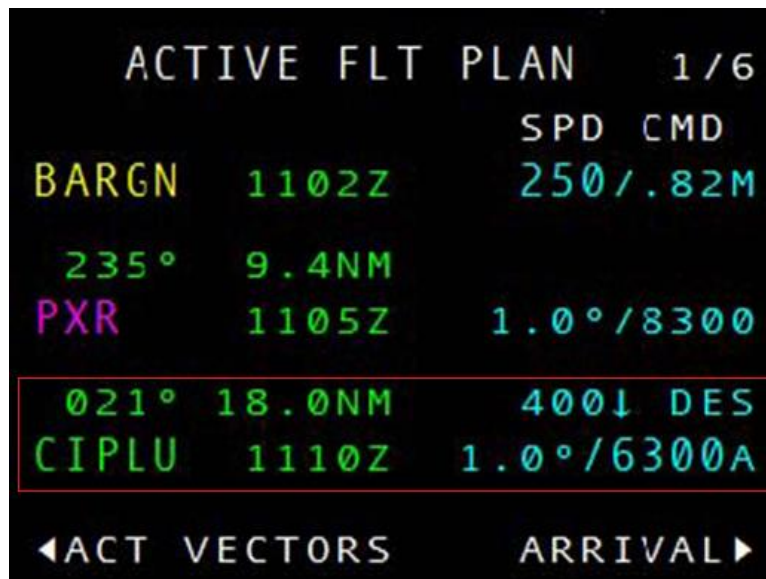 ACTIVE FLT PLAN 1/6
SPD CMD
BARGN 1102Z 250/.82M
235° 9.4NM
PXR 1105Z 1.0°/8300
021° 18.0NM 400↓ DES
CIPLU 1110Z 1.0°/6300A
◀ACT VECTORS ARRIVAL▶